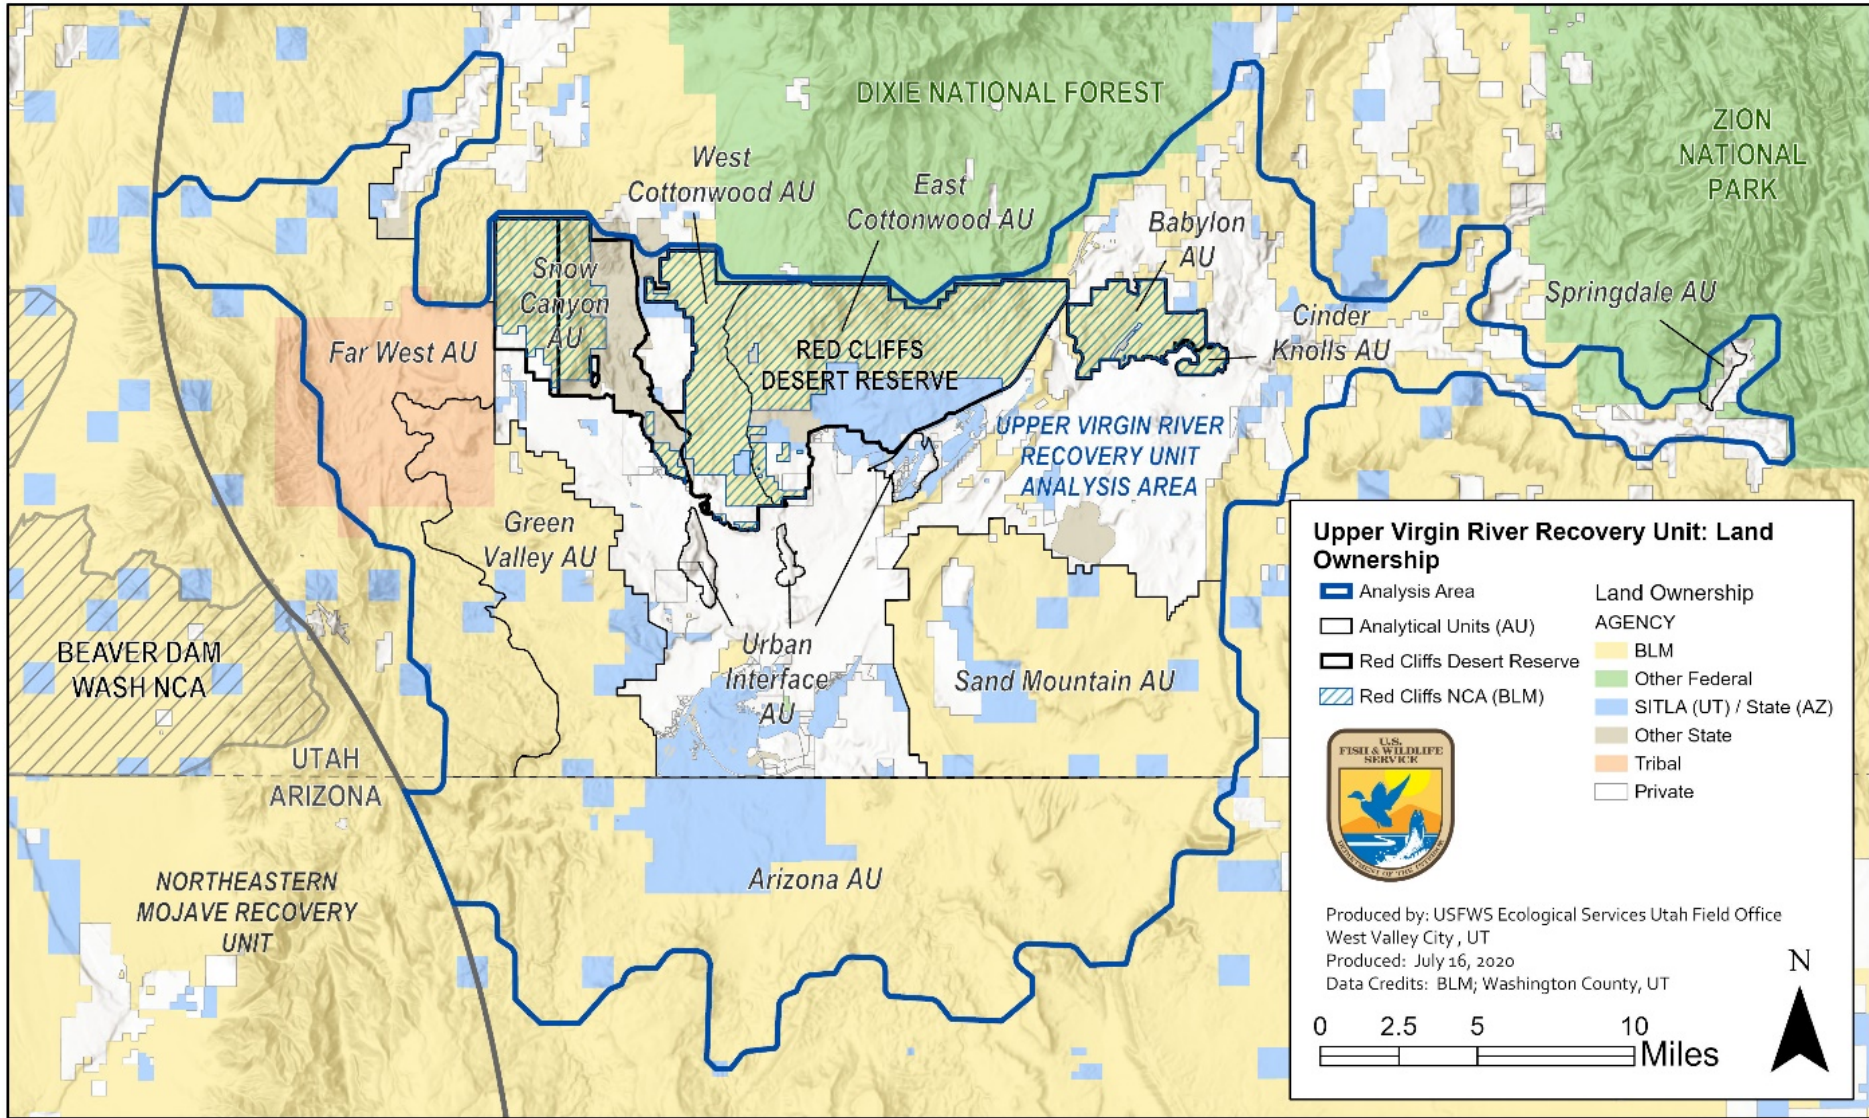 DIXIE NATIONAL FOREST
ZION
NATIONAL
PARK
West
Cottonwood AU
East
Cottonwood AU
Babylon
AU
Snow
Canyon
AU
Springdale AU
Cinder
Knolls AU
Far West AU
RED CLIFFS
DESERT RESERVE
UPPER VIRGIN RIVER
RECOVERY UNIT
ANALYSIS AREA
Green
Valley AU
BEAVER DAM
WASH NCA
Urban
Interface
AU
Sand Mountain AU
UTAH
ARIZONA
Arizona AU
NORTHEASTERN
MOJAVE RECOVERY
UNIT
Upper Virgin River Recovery Unit: Land
Ownership
Analysis Area
Analytical Units (AU)
Red Cliffs Desert Reserve
Red Cliffs NCA (BLM)
Land Ownership
AGENCY
BLM
Other Federal
SITLA (UT) / State (AZ)
Other State
Tribal
Private
U.S.
FISH & WILDLIFE
SERVICE
DEPARTMENT OF THE INTERIOR
Produced by: USFWS Ecological Services Utah Field Office
West Valley City , UT
Produced: July 16, 2020
Data Credits: BLM; Washington County, UT
N
0 2.5 5 10
Miles